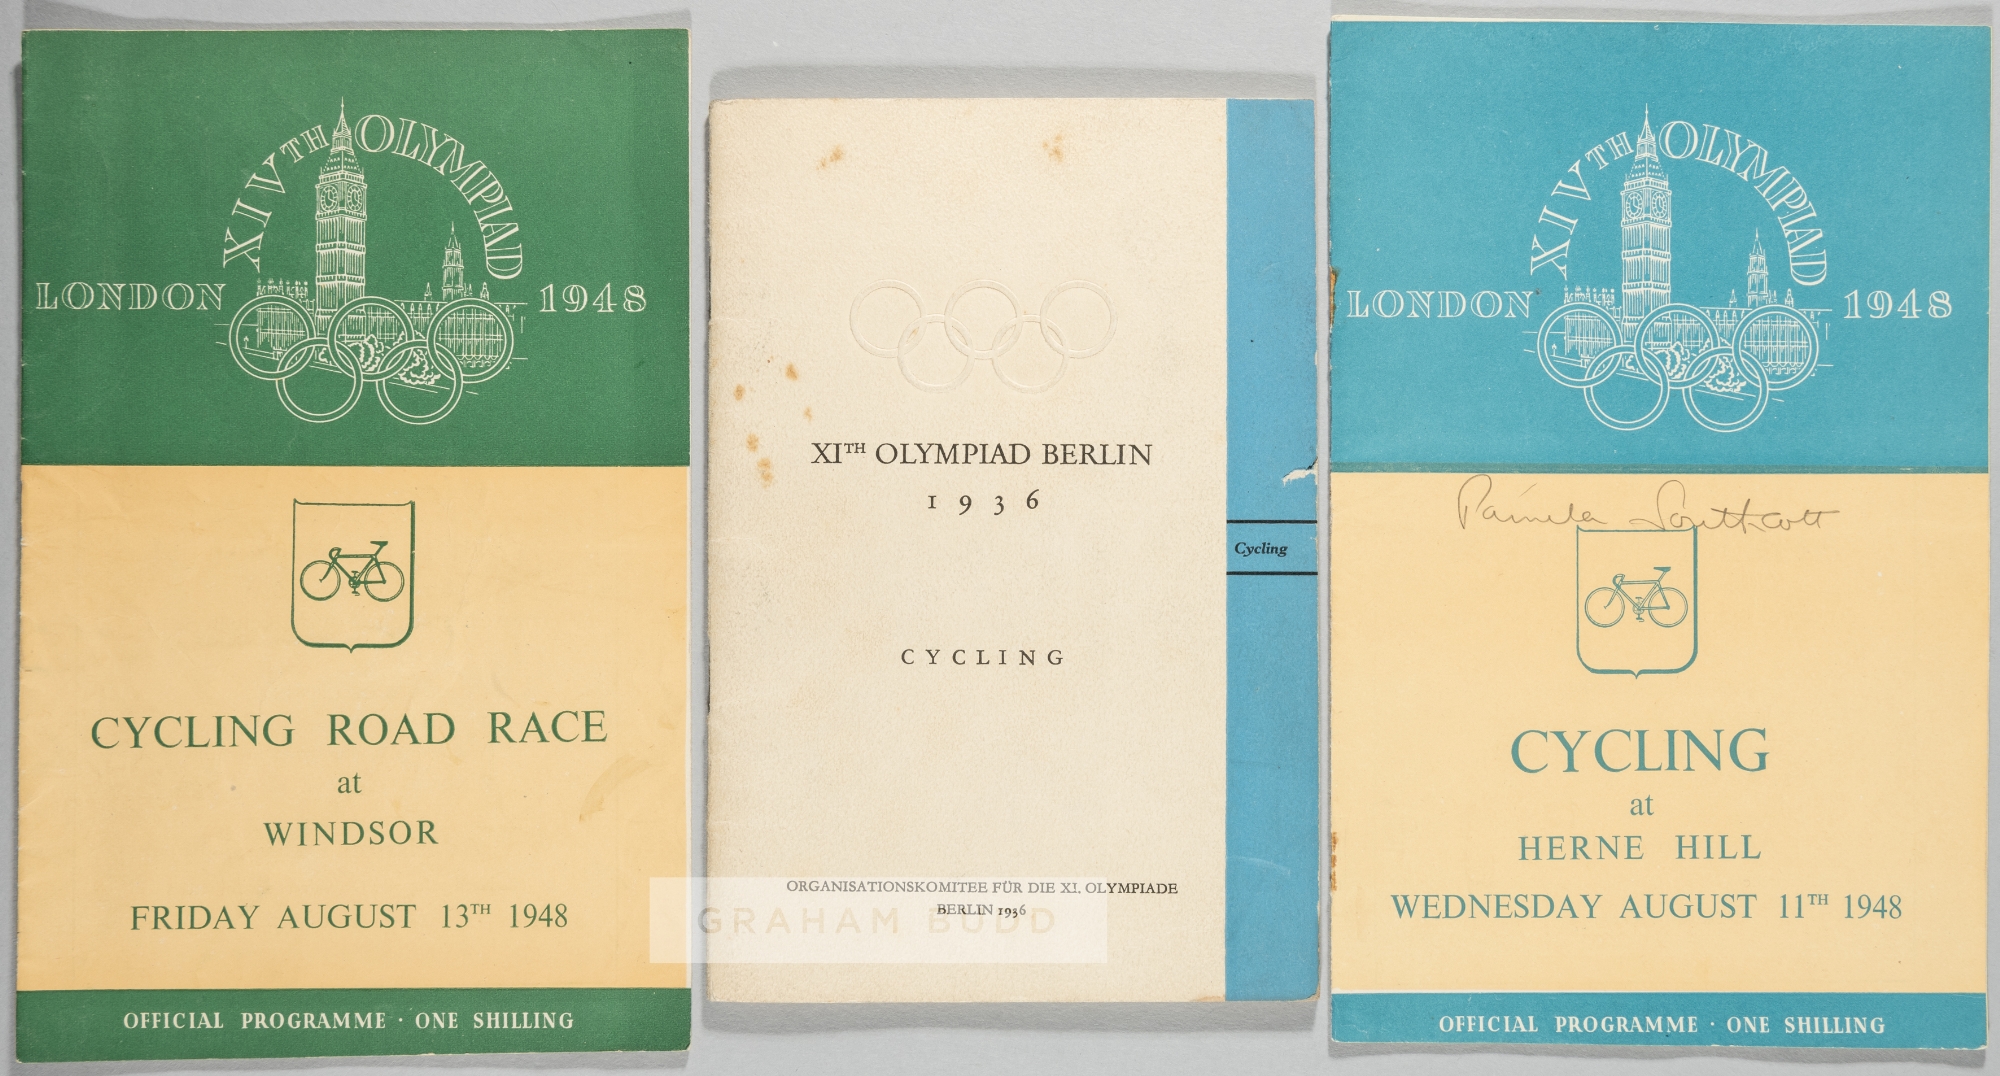 XIVTH OLYMPIAD
LONDON 1948
CYCLING ROAD RACE
at
WINDSOR
FRIDAY AUGUST 13TH 1948
OFFICIAL PROGRAMME · ONE SHILLING
XITH OLYMPIAD BERLIN
1936
CYCLING
ORGANISATIONSKOMITEE FÜR DIE XI. OLYMPIADE
BERLIN 1936
Cycling
GRAHAM BUDD
XIVTH OLYMPIAD
LONDON 1948
Pamela Southcott
CYCLING
at
HERNE HILL
WEDNESDAY AUGUST 11TH 1948
OFFICIAL PROGRAMME · ONE SHILLING